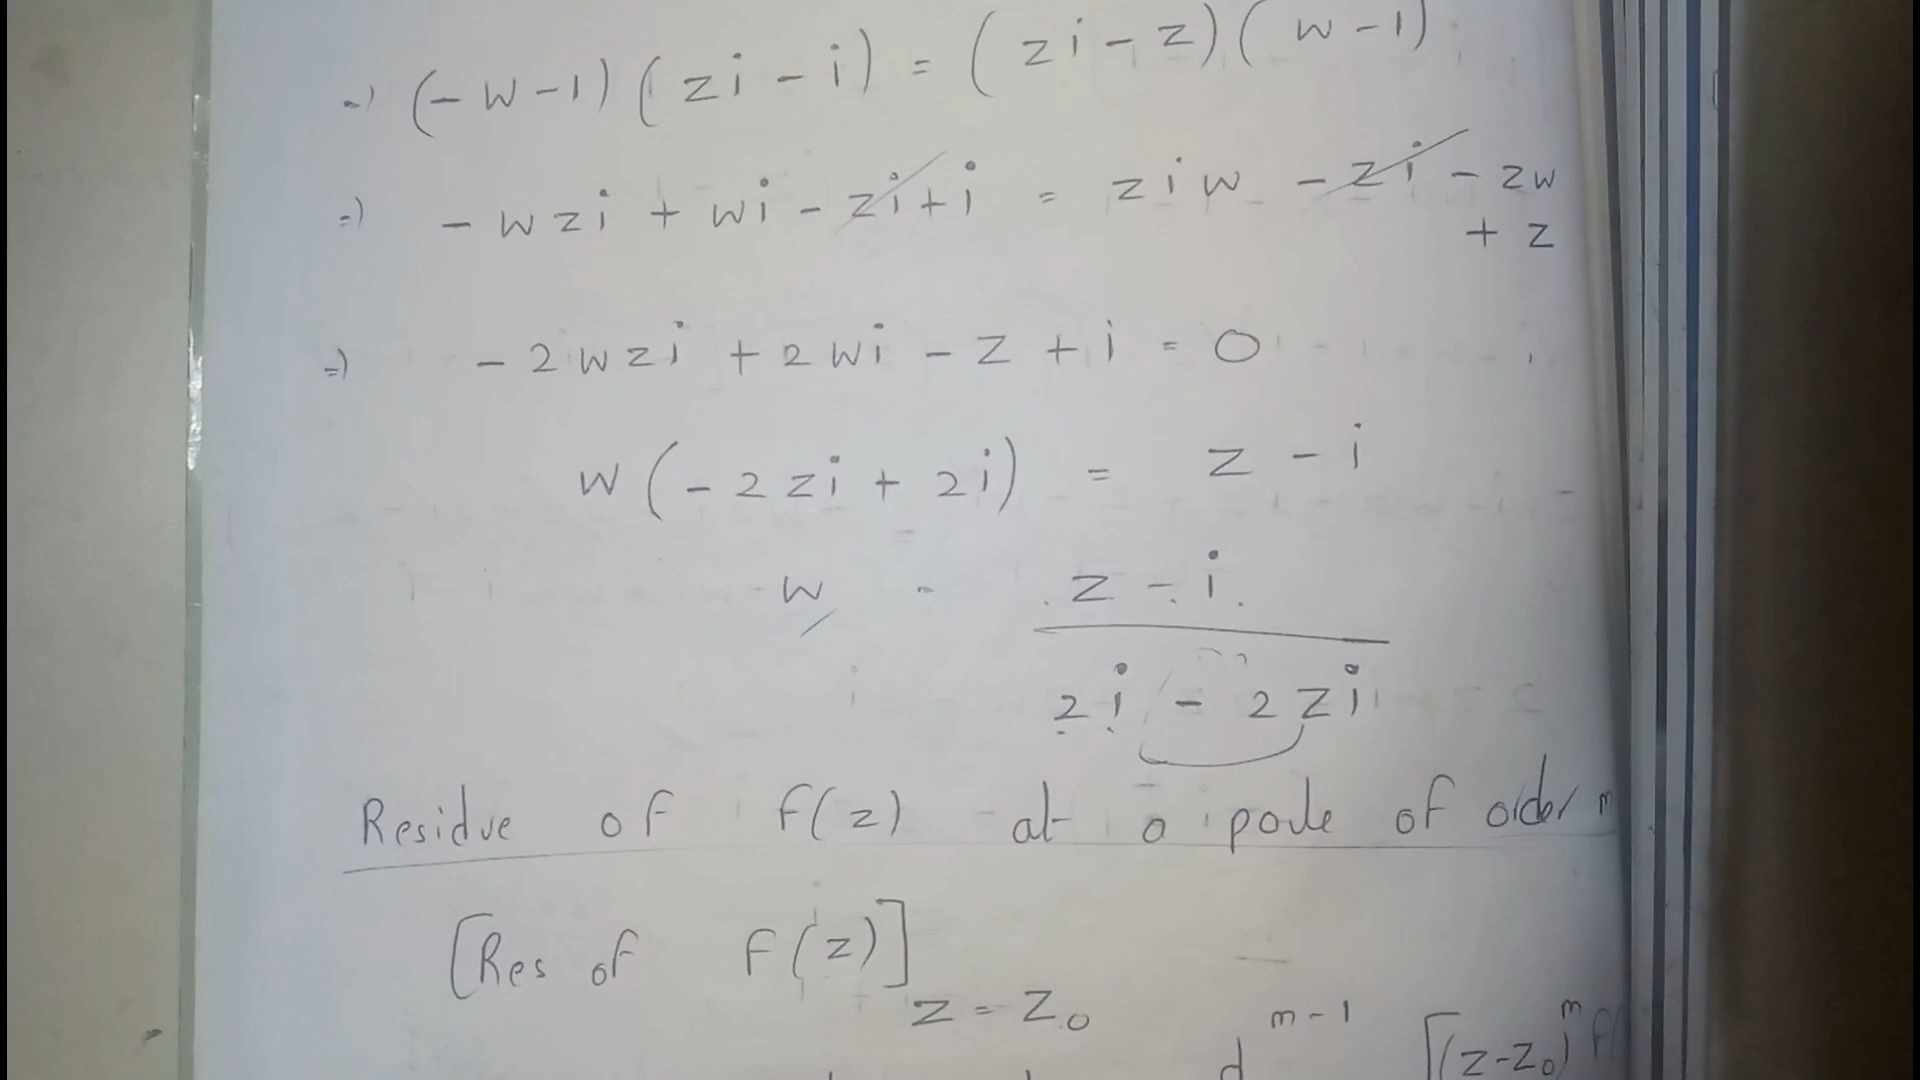 =) (-w-1)(zi-i) = (zi-z)(w-1)
=) -wzi + wi - zi + i = ziw - zi - zw
+ z
=) -2wzi + 2wi - z + i = 0
w(-2zi + 2i) = z - i
w = z - i
2i - 2zi
Residue of f(z) at a pole of order m
[Res of f(z)]
z = z₀
d^{m-1} [(z-z₀)^m f(